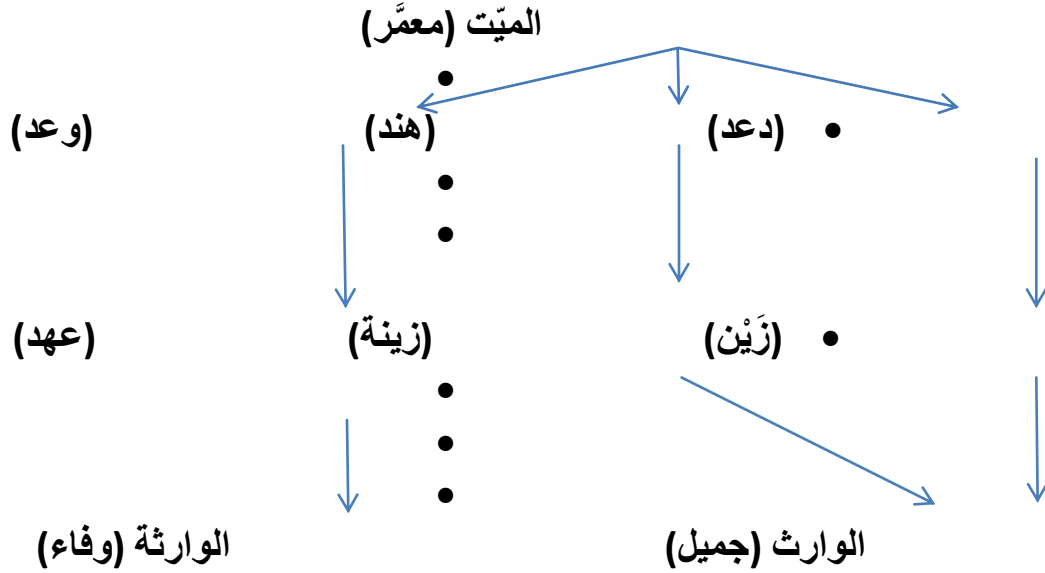 الميّت (معمَّر)
•
• (دعد) (هند) (وعد)
•
•
• (زَيْن) (زينة) (عهد)
•
•
•
الوارث (جميل) الوارثة (وفاء)